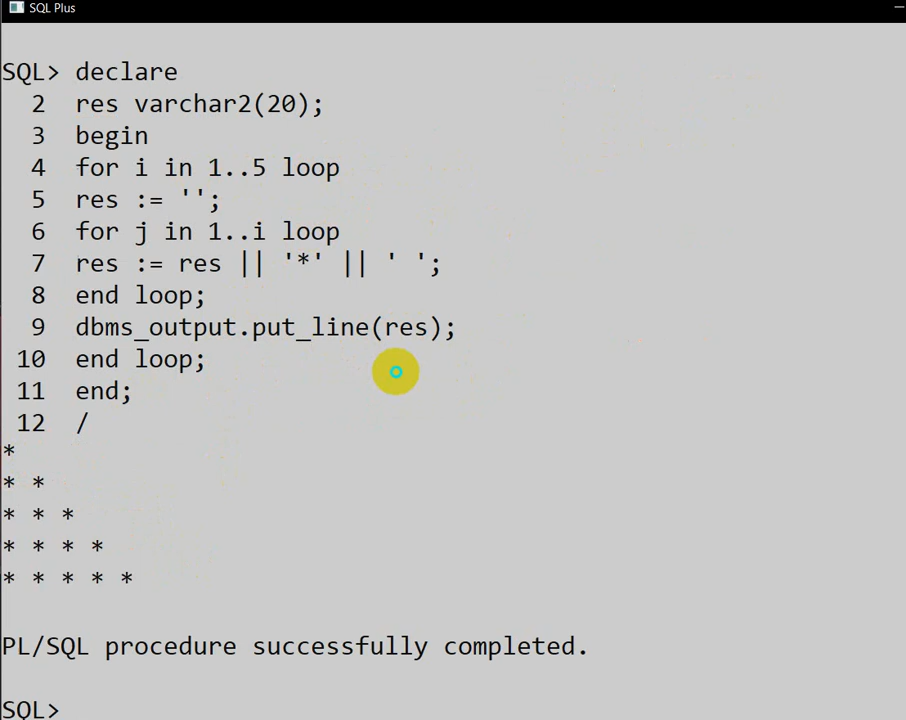 SQL Plus
SQL> declare
2 res varchar2(20);
3 begin
4 for i in 1..5 loop
5 res := '';
6 for j in 1..i loop
7 res := res || '*' || ' ';
8 end loop;
9 dbms_output.put_line(res);
10 end loop;
11 end;
12 /
*
* *
* * *
* * * *
* * * * *
PL/SQL procedure successfully completed.
SQL>